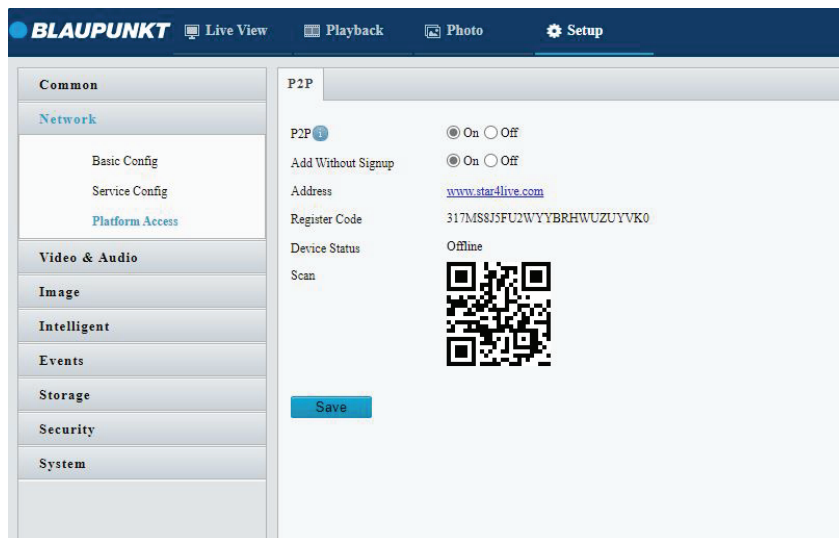 BLAUPUNKT Live View Playback Photo Setup
Common
Network
Basic Config
Service Config
Platform Access
Video & Audio
Image
Intelligent
Events
Storage
Security
System
P2P
P2P On Off
Add Without Signup On Off
Address www.star4live.com
Register Code 317MS8J5FU2WYYBRHWUZUYVK0
Device Status Offline
Scan
Save